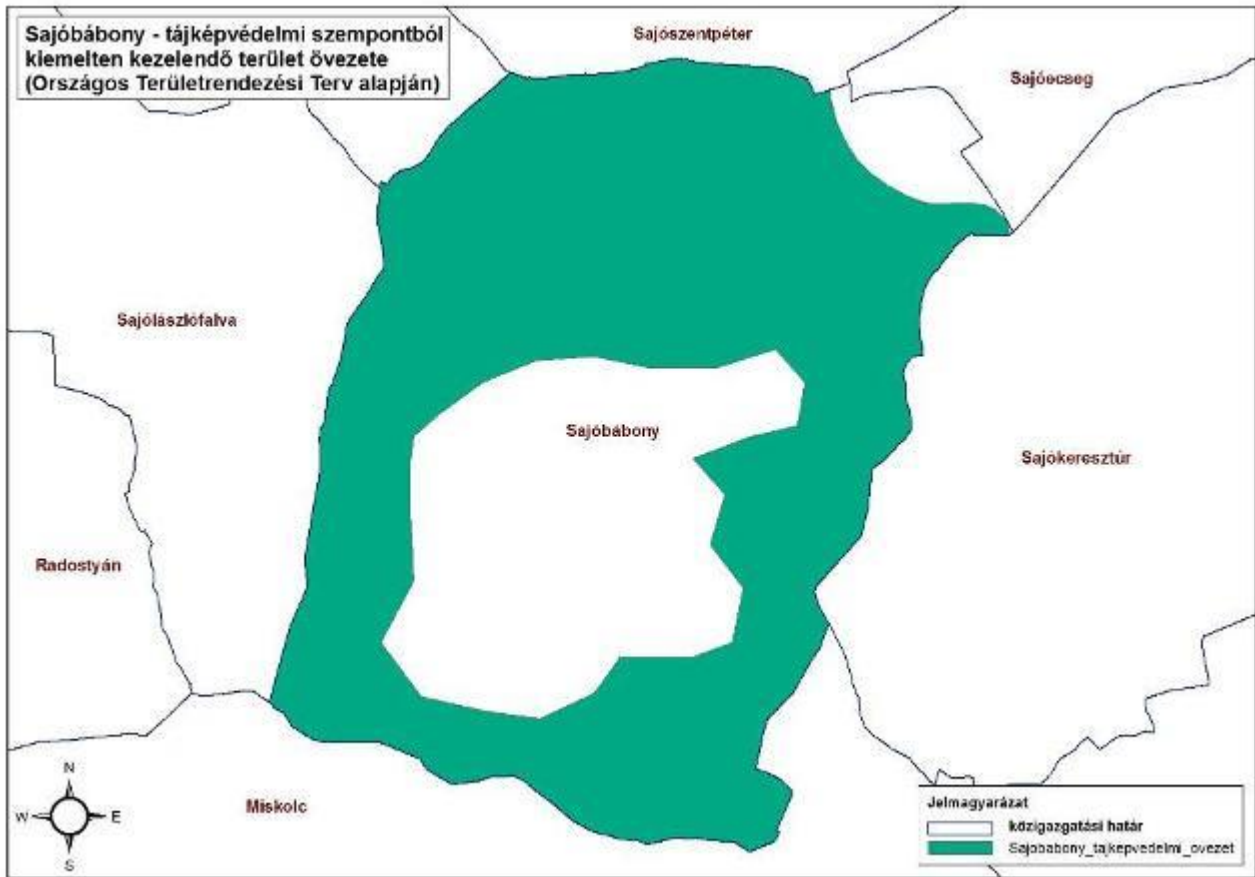 Sajóbábony - tájképvédelmi szempontból
kiemelten kezelendő terület övezete
(Országos Területrendezési Terv alapján)
Sajószentpéter
Sajóecseg
Sajólászlófalva
Sajóbábony
Sajókeresztúr
Radostyán
Miskolc
N
W
E
S
Jelmagyarázat
közigazgatási határ
Sajobabony_tajkepvedelmi_ovezet